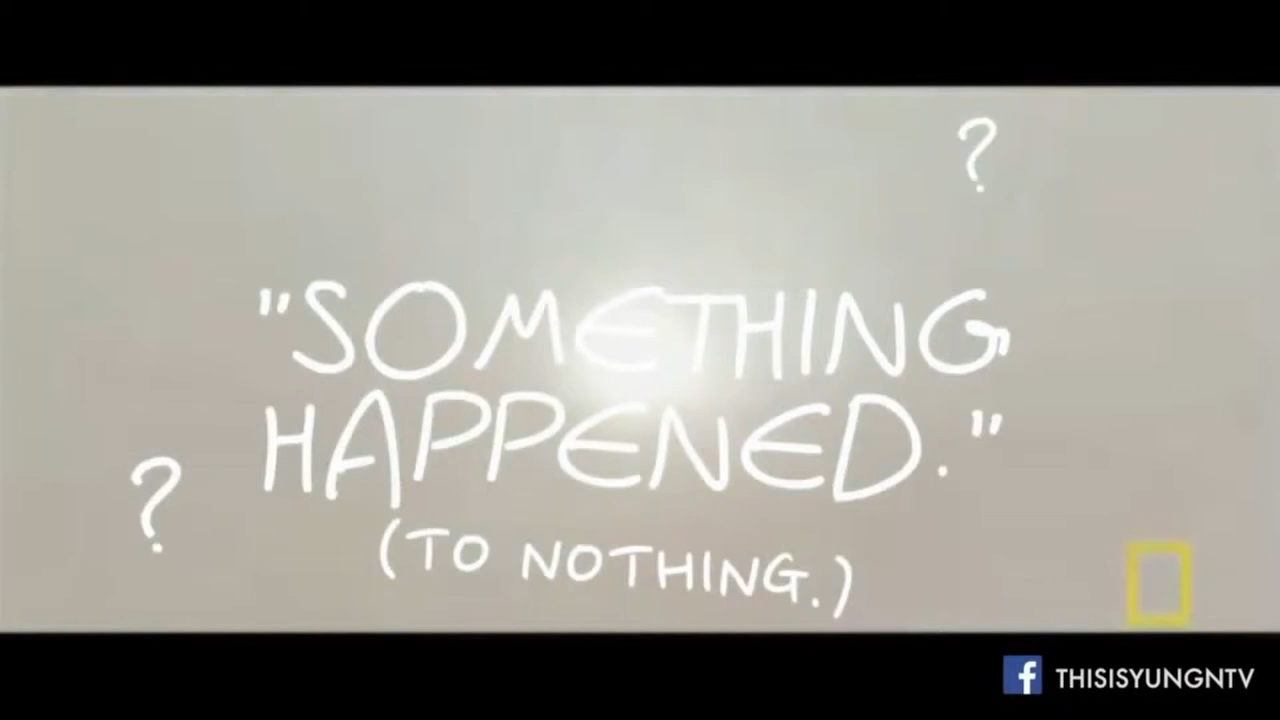 ?
"SOMETHING
HAPPENED."
?
(TO NOTHING.)
THISISYUNGNTV